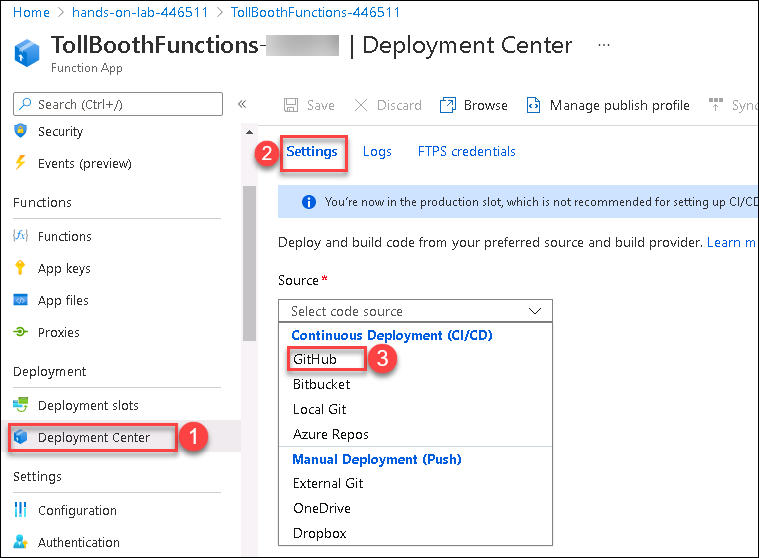 Home > hands-on-lab-446511 > TollBoothFunctions-446511
TollBoothFunctions- | Deployment Center ...
Function App
Search (Ctrl+/) «
Save Discard Browse Manage publish profile Sync
Security
Events (preview)
Functions
Functions
App keys
App files
Proxies
Deployment
Deployment slots
Deployment Center 1
Settings
Configuration
Authentication
2 Settings Logs FTPS credentials
You're now in the production slot, which is not recommended for setting up CI/CD
Deploy and build code from your preferred source and build provider. Learn m
Source*
Select code source
Continuous Deployment (CI/CD)
GitHub 3
Bitbucket
Local Git
Azure Repos
Manual Deployment (Push)
External Git
OneDrive
Dropbox